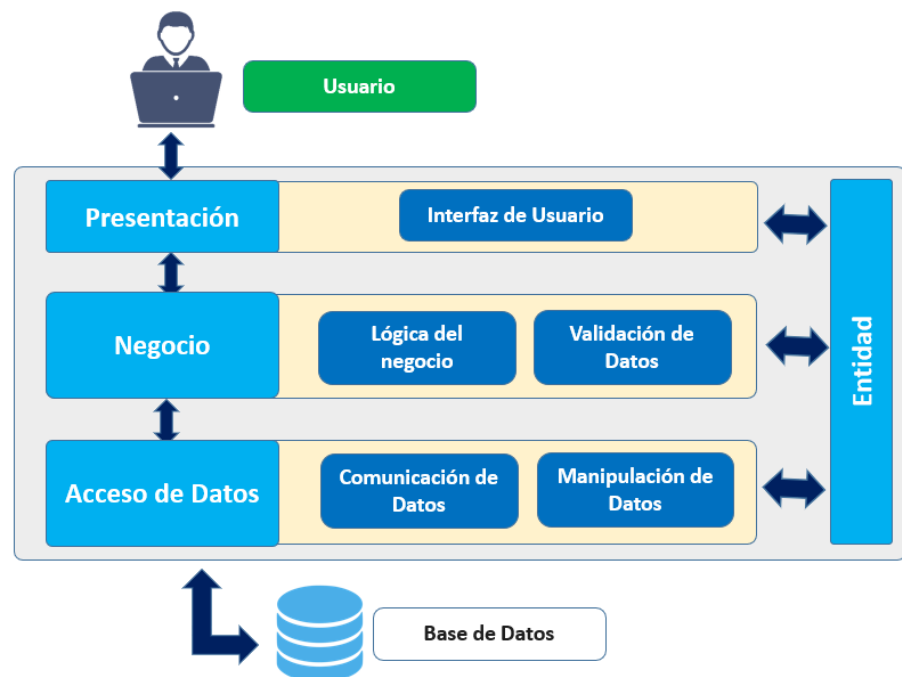 Usuario
Presentación
Interfaz de Usuario
Negocio
Lógica del
negocio
Validación de
Datos
Entidad
Acceso de Datos
Comunicación de
Datos
Manipulación de
Datos
Base de Datos